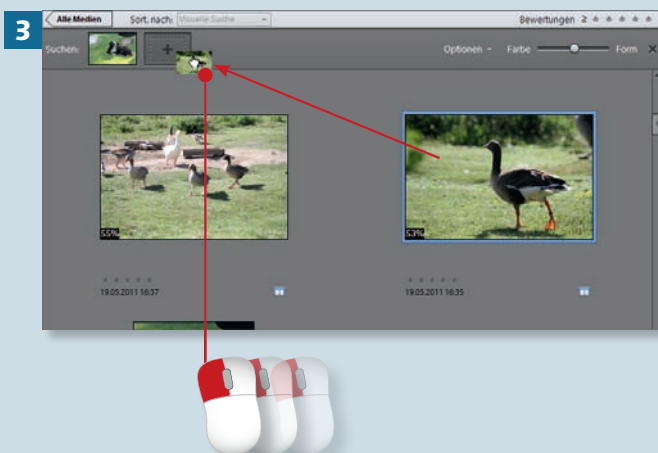 3
Alle Medien Sort. nach: Visuelle Suche Bewertungen ≥
Suchen: + Optionen Farbe Form
55% 53%
19.05.2011 16:37 19.05.2011 16:35